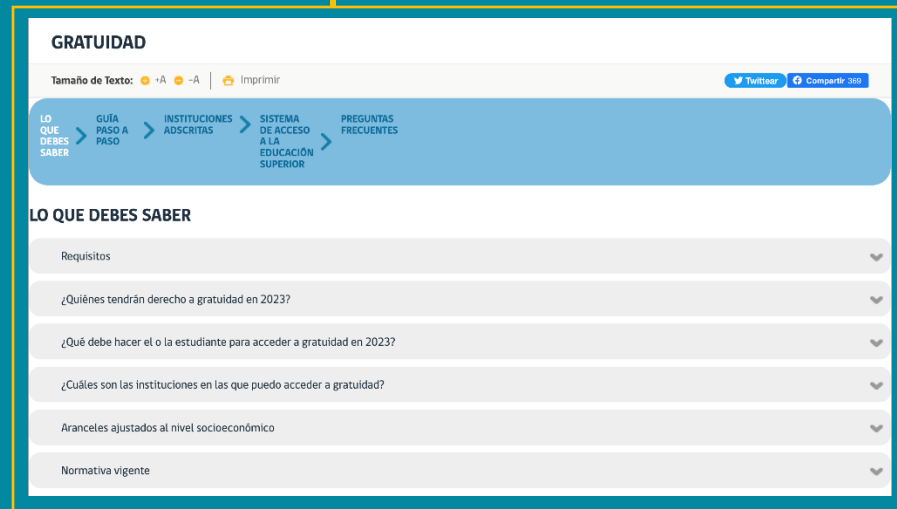 GRATUIDAD
Tamaño de Texto: +A -A Imprimir
Twittear Compartir 369
LO QUE DEBES SABER
GUÍA PASO A PASO
INSTITUCIONES ADSCRITAS
SISTEMA DE ACCESO A LA EDUCACIÓN SUPERIOR
PREGUNTAS FRECUENTES
LO QUE DEBES SABER
Requisitos
¿Quiénes tendrán derecho a gratuidad en 2023?
¿Qué debe hacer el o la estudiante para acceder a gratuidad en 2023?
¿Cuáles son las instituciones en las que puedo acceder a gratuidad?
Aranceles ajustados al nivel socioeconómico
Normativa vigente